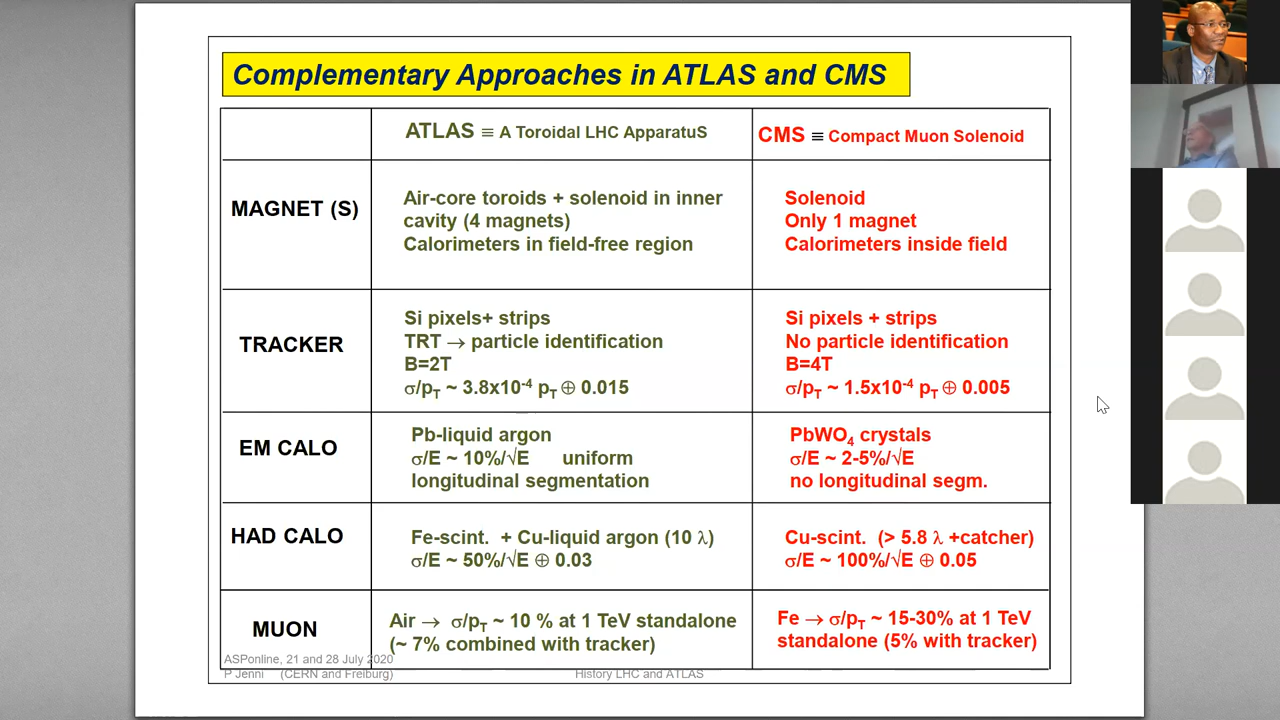 Complementary Approaches in ATLAS and CMS
ATLAS ≡ A Toroidal LHC ApparatuS
CMS ≡ Compact Muon Solenoid
MAGNET (S)
Air-core toroids + solenoid in inner
cavity (4 magnets)
Calorimeters in field-free region
Solenoid
Only 1 magnet
Calorimeters inside field
TRACKER
Si pixels+ strips
TRT → particle identification
B=2T
σ/pT ~ 3.8x10-4 pT ⊕ 0.015
Si pixels + strips
No particle identification
B=4T
σ/pT ~ 1.5x10-4 pT ⊕ 0.005
EM CALO
Pb-liquid argon
σ/E ~ 10%/√E uniform
longitudinal segmentation
PbWO4 crystals
σ/E ~ 2-5%/√E
no longitudinal segm.
HAD CALO
Fe-scint. + Cu-liquid argon (10 λ)
σ/E ~ 50%/√E ⊕ 0.03
Cu-scint. (> 5.8 λ +catcher)
σ/E ~ 100%/√E ⊕ 0.05
MUON
Air → σ/pT ~ 10 % at 1 TeV standalone
(~ 7% combined with tracker)
Fe → σ/pT ~ 15-30% at 1 TeV
standalone (5% with tracker)
ASPonline, 21 and 28 July 2020
P Jenni (CERN and Freiburg)
History LHC and ATLAS